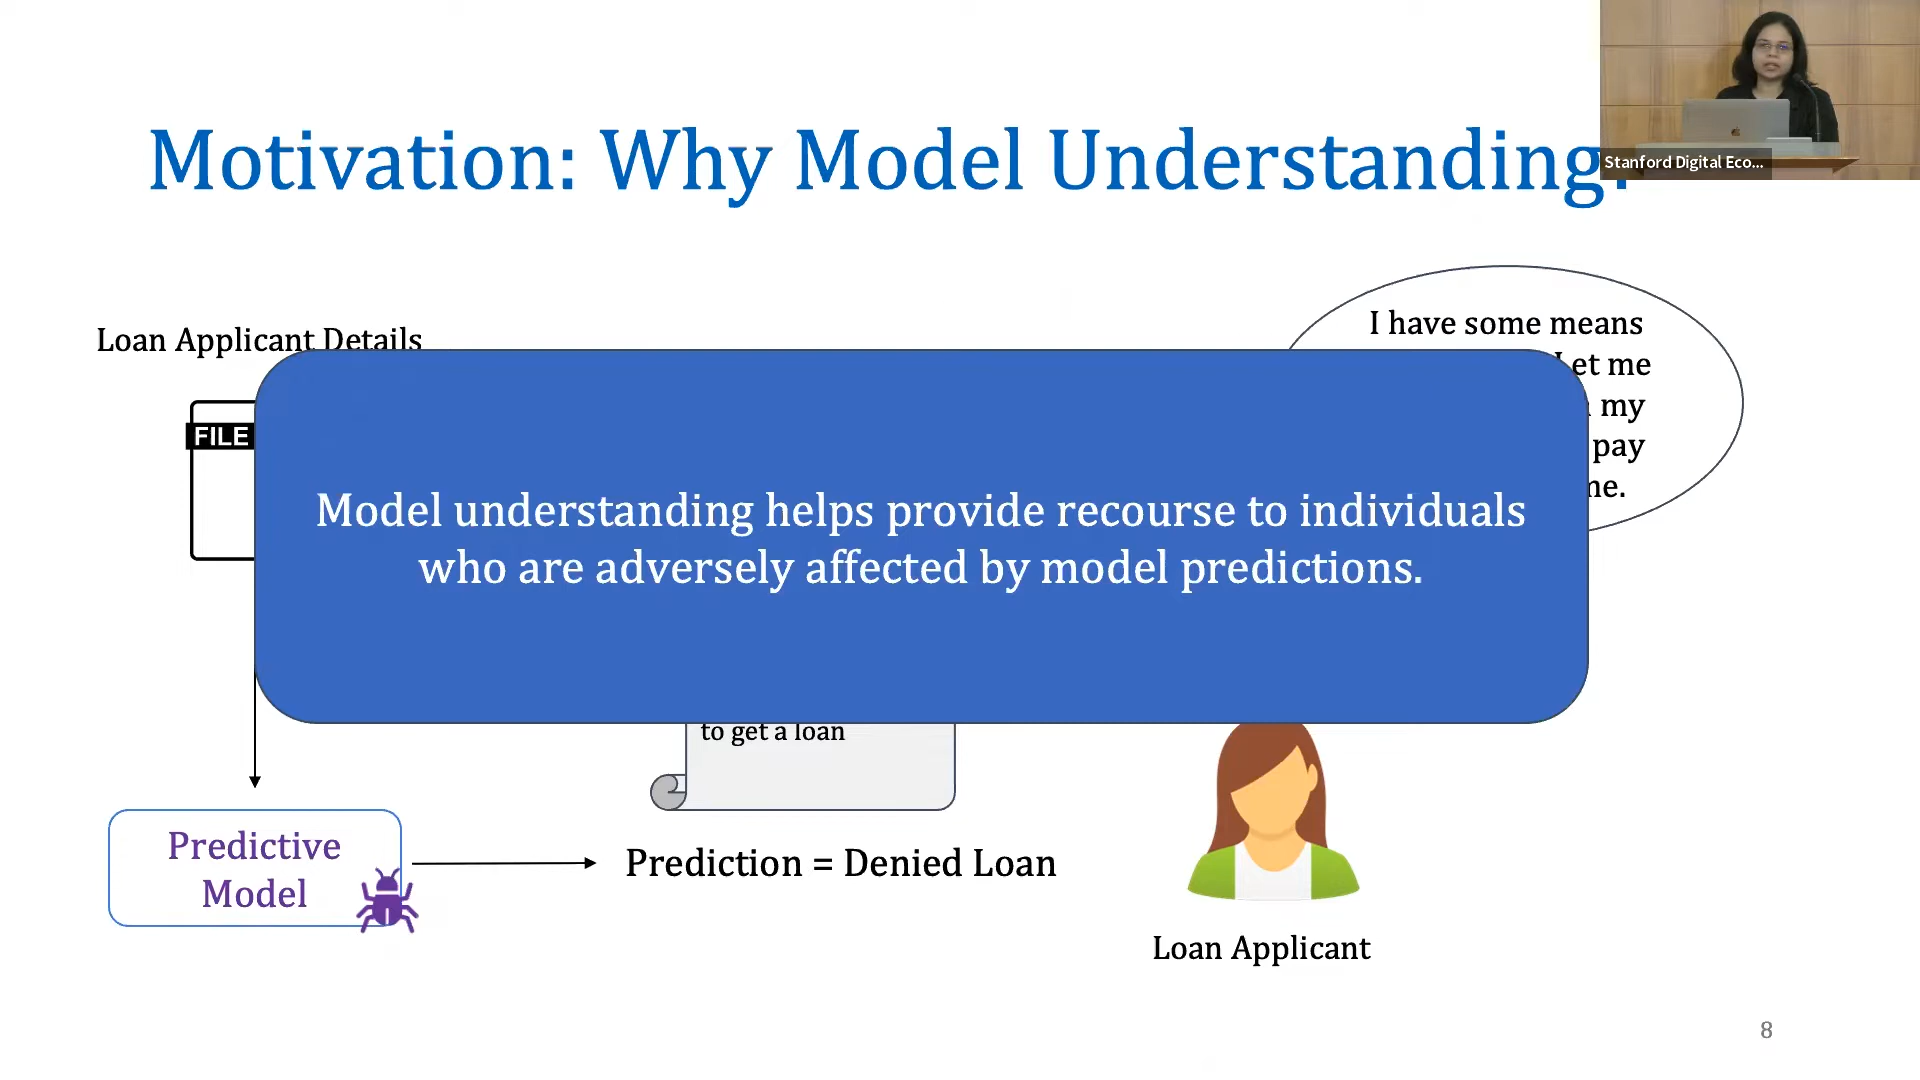 Motivation: Why Model Understanding?
Stanford Digital Eco...
Loan Applicant Details
I have some means
Let me
my
pay
FILE
Model understanding helps provide recourse to individuals
who are adversely affected by model predictions.
to get a loan
Predictive
Model
Prediction = Denied Loan
Loan Applicant
8